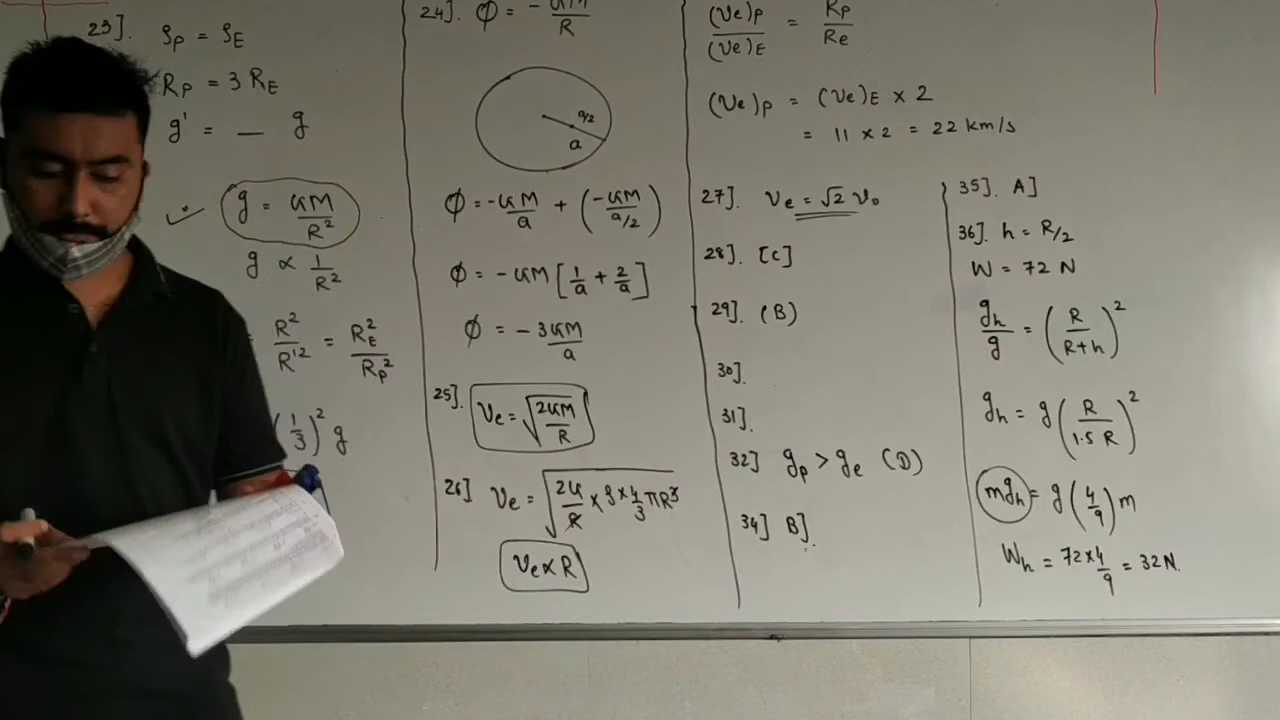 23].
ρP = ρE
RP = 3 RE
g' = — g
✓ g = GM/R²
g ∝ 1/R²
R²/R'² = RE²/RP²
(1/3)² g
24]. φ = - GM/R
a/2
a
φ = -GM/a + (-GM/a/2)
φ = -GM [1/a + 2/a]
φ = -3GM/a
25]. Ve = √2GM/R
26] Ve = √2G/R × ρ × 4/3 πR³
Ve ∝ R
(Ve)P/(Ve)E = RP/Re
(Ve)P = (Ve)E × 2
= 11 × 2 = 22 km/s
27]. Ve = √2 Vo
28]. [C]
29]. (B)
30].
31].
32] gp > ge (D)
34] B].
35]. A]
36]. h = R/2
W = 72 N
gh/g = (R/R+h)²
gh = g (R/1.5 R)²
mgh = g (4/9) m
Wh = 72×4/9 = 32 N.